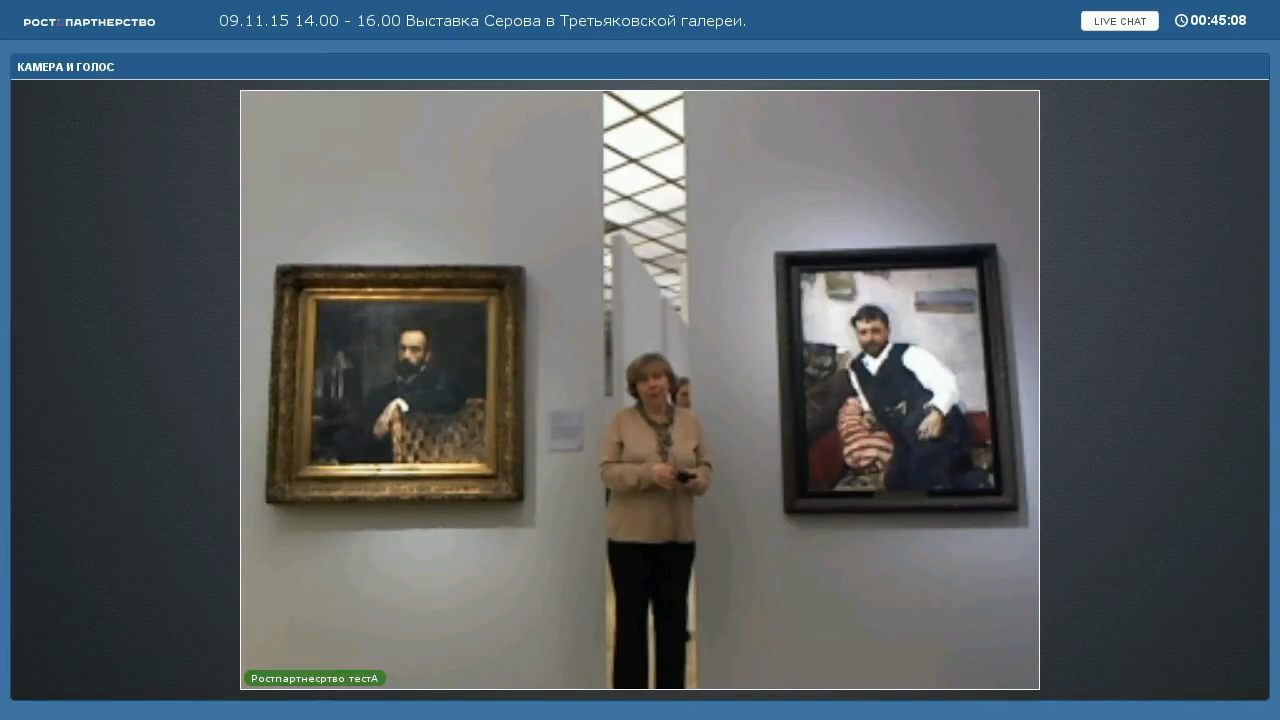 РОСТ ПАРТНЕРСТВО
09.11.15 14.00 - 16.00 Выставка Серова в Третьяковской галереи.
LIVE CHAT
00:45:08
КАМЕРА И ГОЛОС
Ростпартнесртво тестА